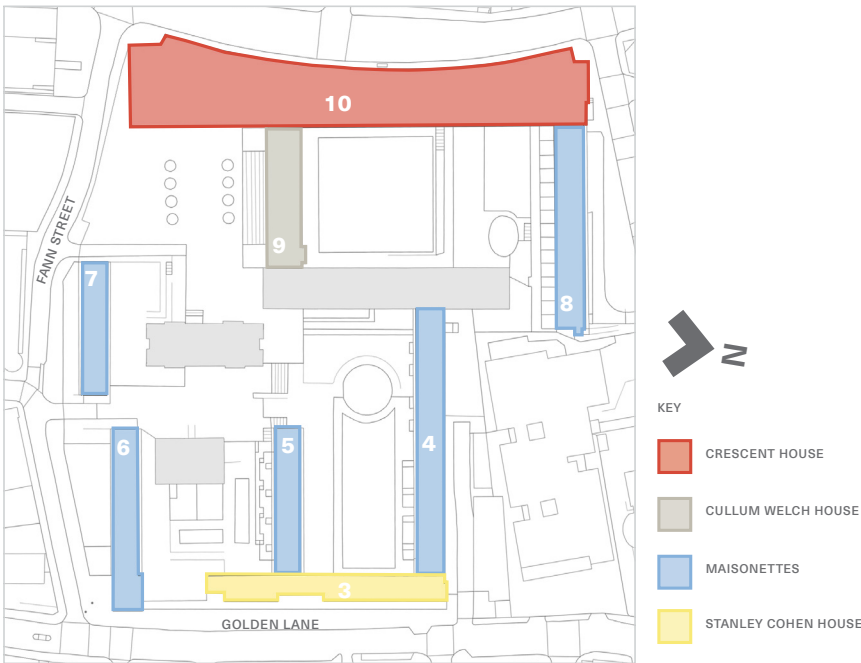 10
9
FANN STREET
7
8
N
KEY
6
5
4
CRESCENT HOUSE
CULLUM WELCH HOUSE
MAISONETTES
3
GOLDEN LANE
STANLEY COHEN HOUSE